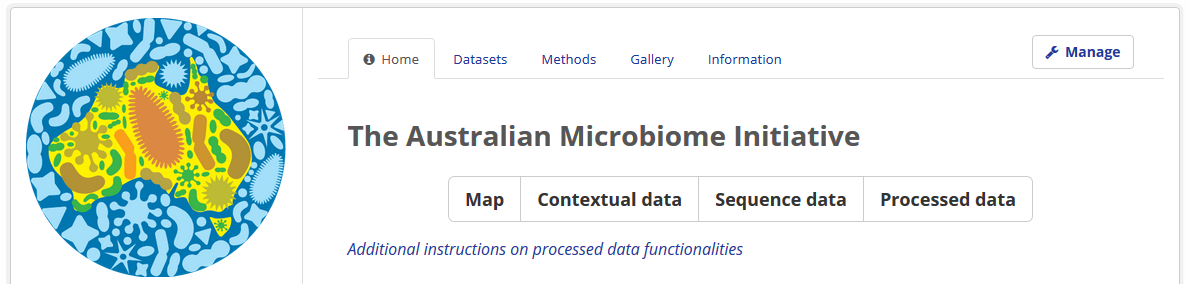 Home Datasets Methods Gallery Information Manage
The Australian Microbiome Initiative
Map Contextual data Sequence data Processed data
Additional instructions on processed data functionalities